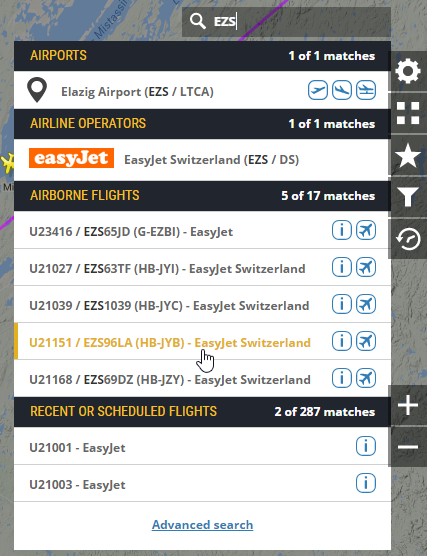 Mistassin
EZS
AIRPORTS 1 of 1 matches
Elazig Airport (EZS / LTCA)
AIRLINE OPERATORS 1 of 1 matches
easyJet EasyJet Switzerland (EZS / DS)
AIRBORNE FLIGHTS 5 of 17 matches
U23416 / EZS65JD (G-EZBI) - EasyJet
U21027 / EZS63TF (HB-JYI) - EasyJet Switzerland
U21039 / EZS1039 (HB-JYC) - EasyJet Switzerland
U21151 / EZS96LA (HB-JYB) - EasyJet Switzerland
U21168 / EZS69DZ (HB-JZY) - EasyJet Switzerland
RECENT OR SCHEDULED FLIGHTS 2 of 287 matches
U21001 - EasyJet
U21003 - EasyJet
Advanced search